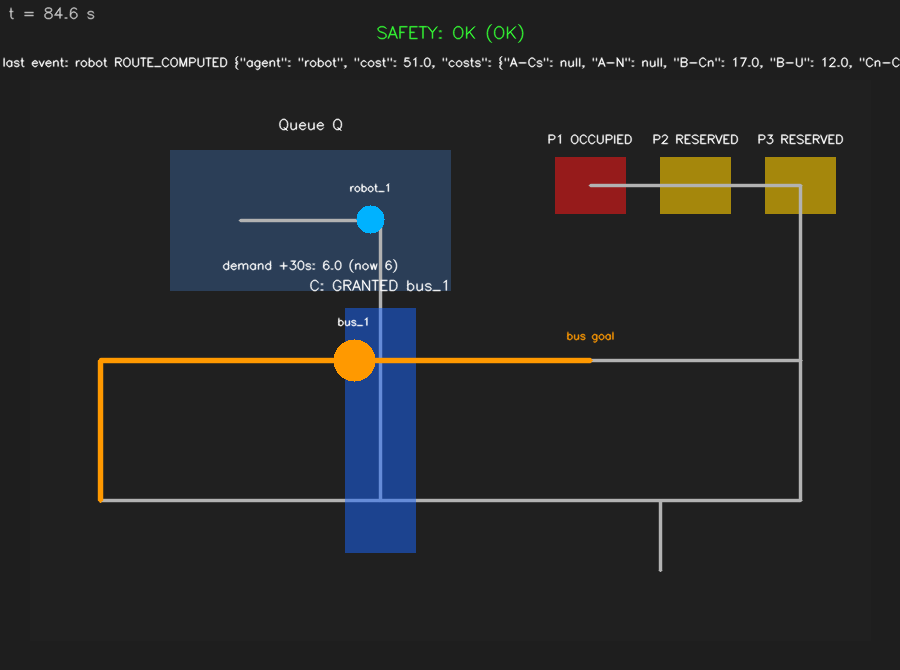 t = 84.6 s
SAFETY: OK (OK)
last event: robot ROUTE_COMPUTED {"agent": "robot", "cost": 51.0, "costs": {"A-Cs": null, "A-N": null, "B-Cn": 17.0, "B-U": 12.0, "Cn-C
Queue Q
P1 OCCUPIED P2 RESERVED P3 RESERVED
robot_1
demand +30s: 6.0 (now 6)
C: GRANTED bus_1
bus_1
bus goal